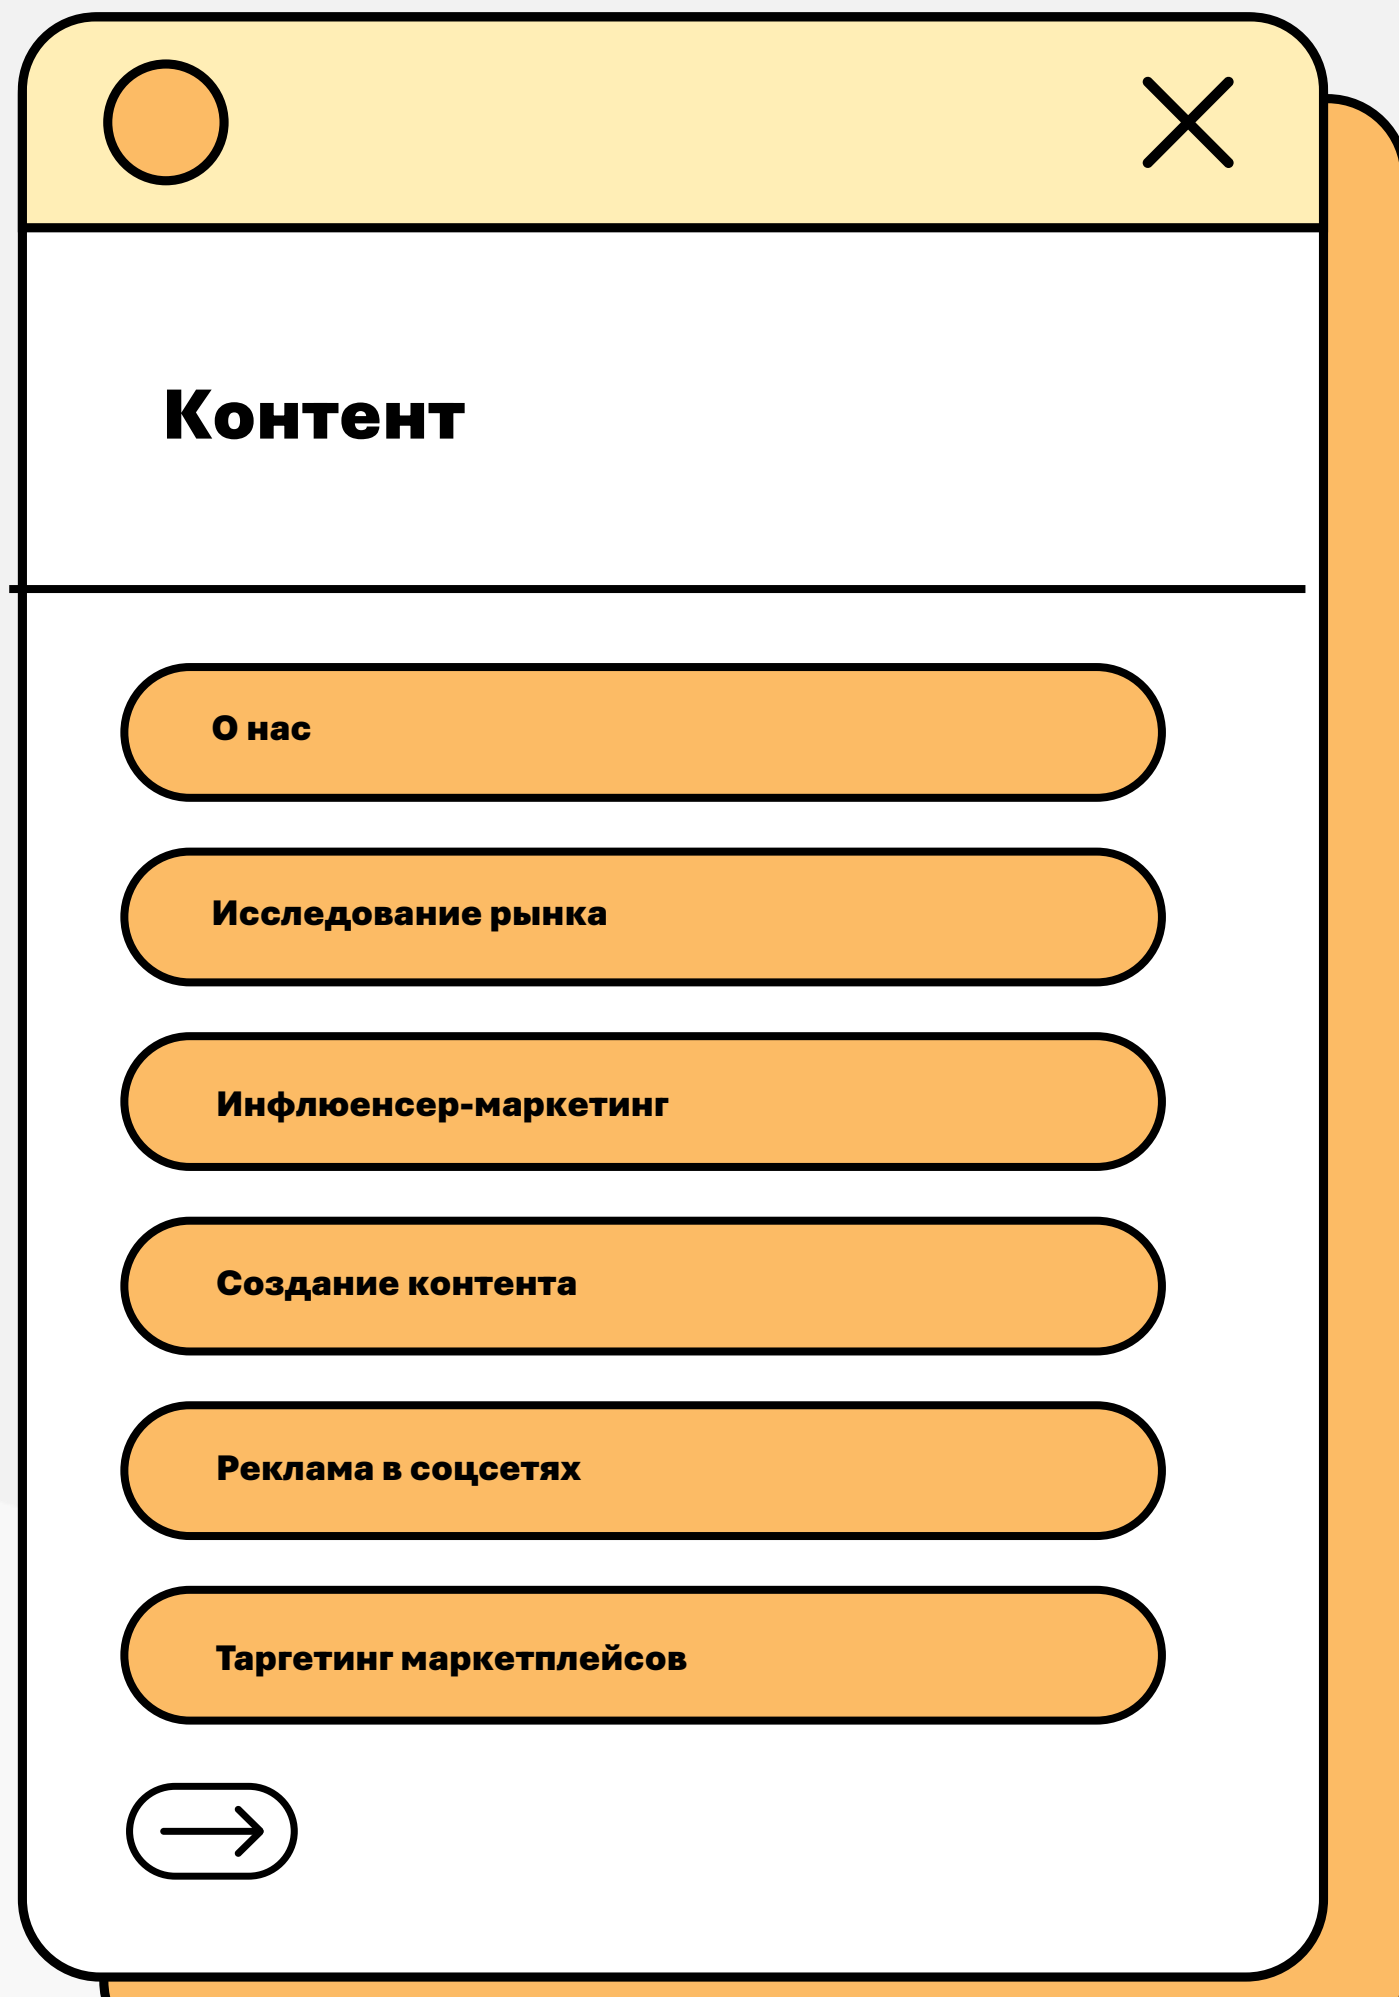 Контент
О нас
Исследование рынка
Инфлюенсер-маркетинг
Создание контента
Реклама в соцсетях
Таргетинг маркетплейсов